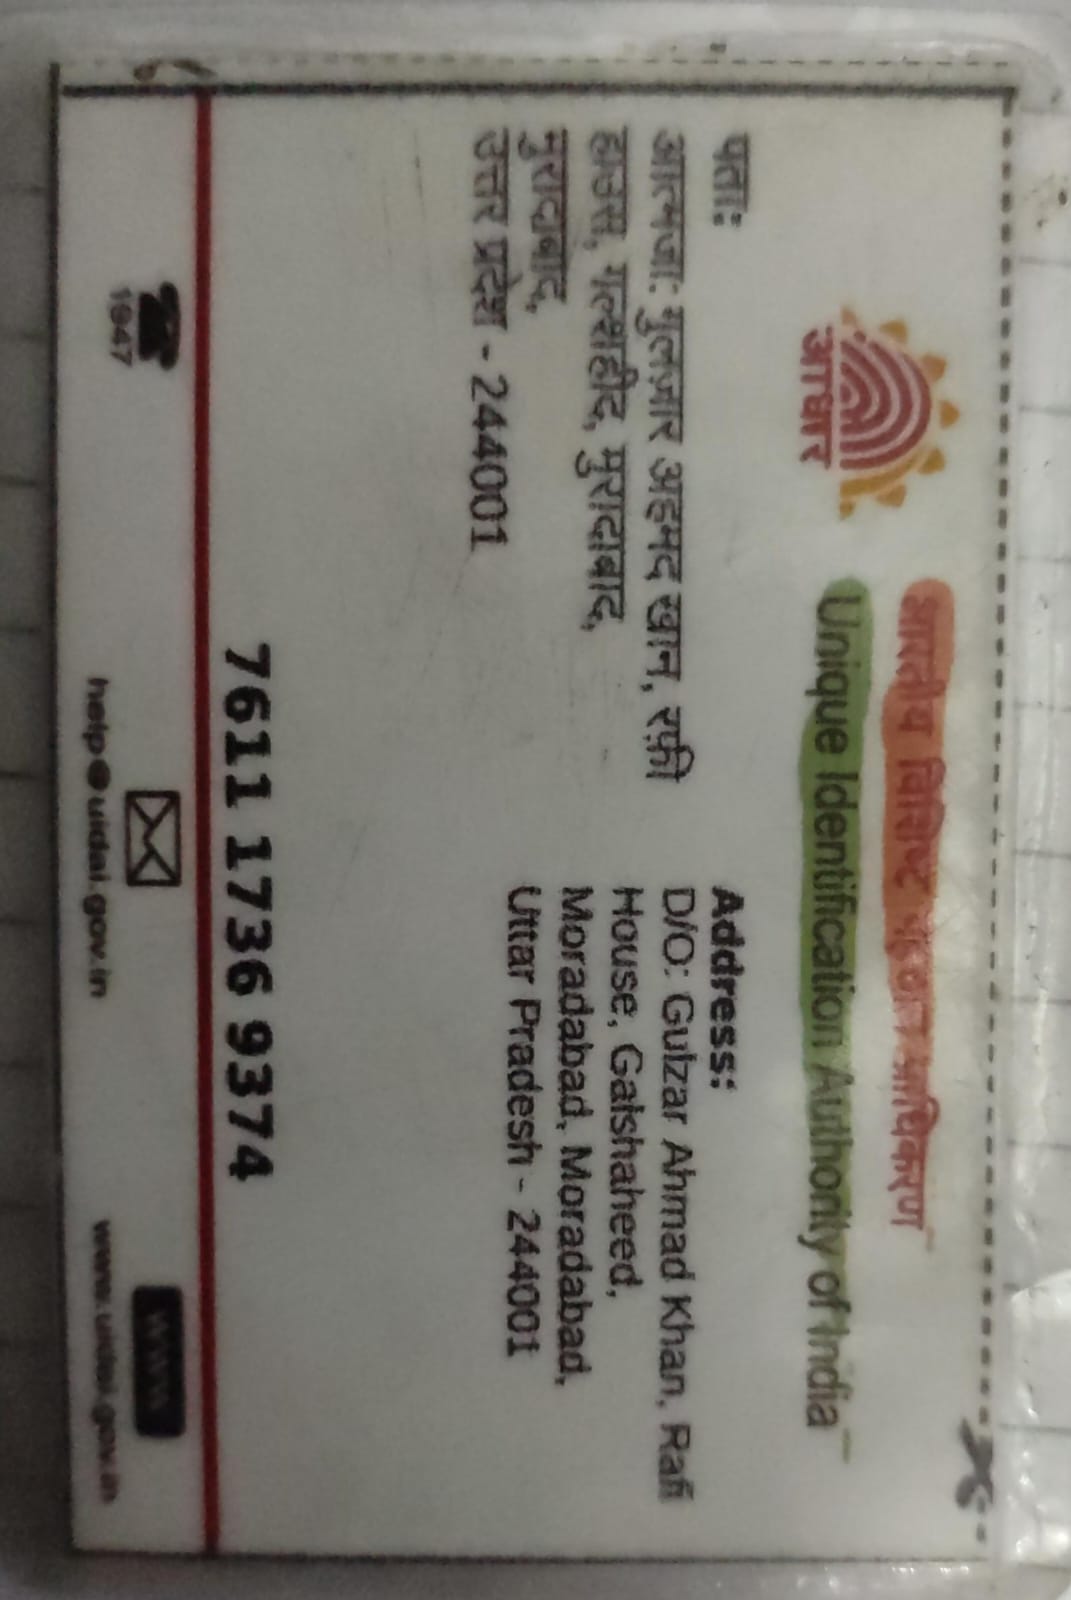 भारतीय विशिष्ट पहचान प्राधिकरण
Unique Identification Authority of India
आधार
पताः
आत्मजाः गुलजार अहमद खान, रफ़ी
हाउस, गलशहीद, मुरादाबाद,
मुरादाबाद,
उत्तर प्रदेश - 244001
Address:
D/O: Gulzar Ahmad Khan, Rafi
House, Galshaheed,
Moradabad, Moradabad,
Uttar Pradesh - 244001
7611 1736 9374
1947
help@uidai.gov.in
www
www.uidai.gov.in